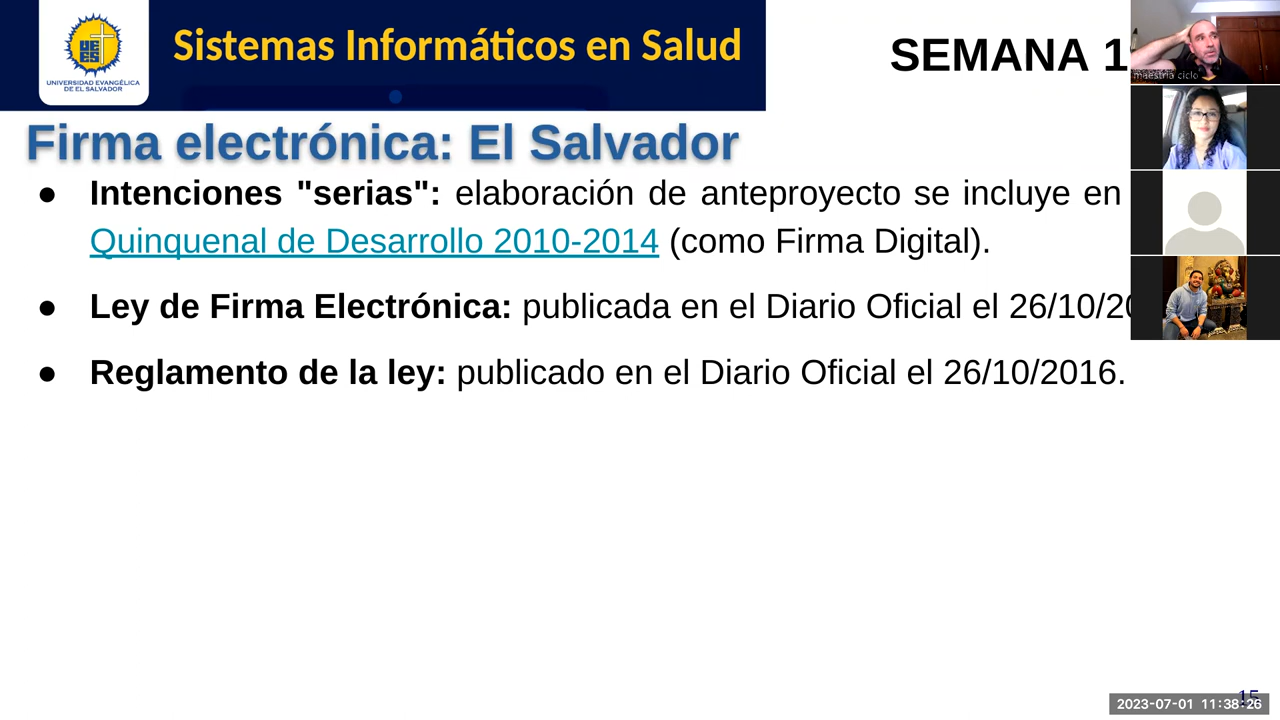 UNIVERSIDAD EVANGÉLICA
DE EL SALVADOR
Sistemas Informáticos en Salud
SEMANA 1
Firma electrónica: El Salvador
● Intenciones "serias": elaboración de anteproyecto se incluye en
Quinquenal de Desarrollo 2010-2014 (como Firma Digital).
● Ley de Firma Electrónica: publicada en el Diario Oficial el 26/10/20
● Reglamento de la ley: publicado en el Diario Oficial el 26/10/2016.
maestria ciclo
15
2023-07-01 11:38:26